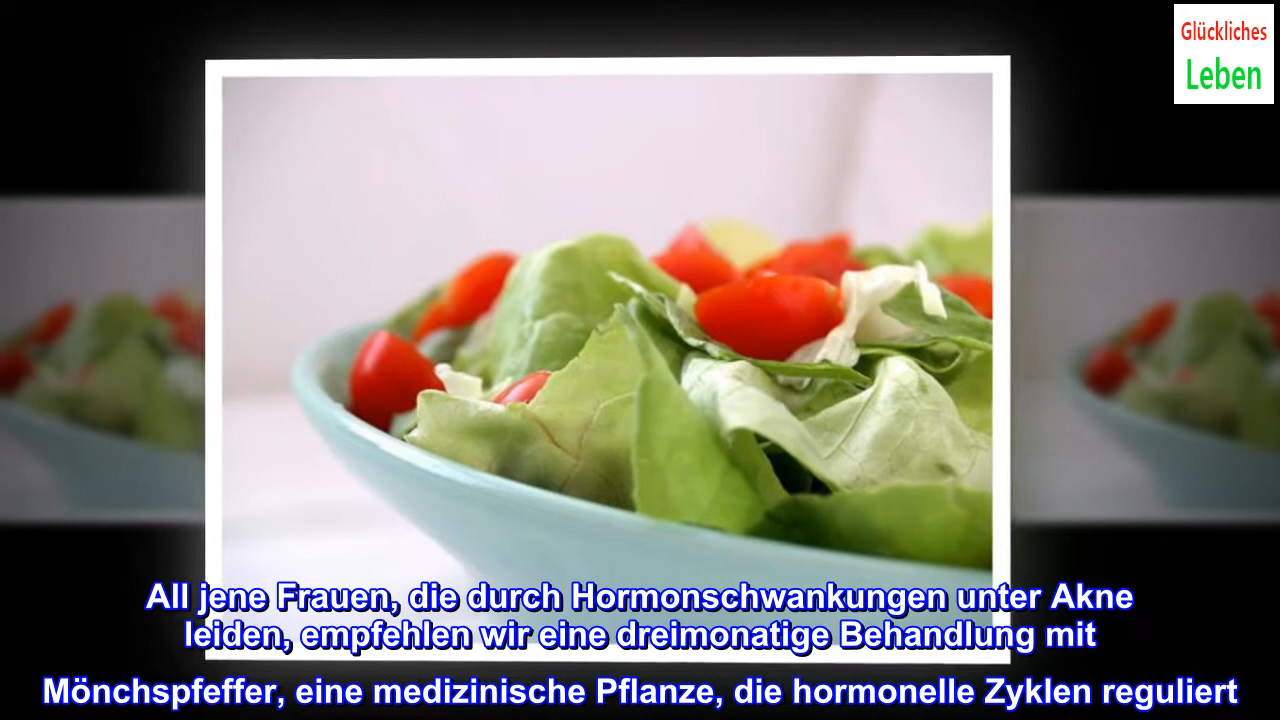 Glückliches
Leben
All jene Frauen, die durch Hormonschwankungen unter Akne
leiden, empfehlen wir eine dreimonatige Behandlung mit
Mönchspfeffer, eine medizinische Pflanze, die hormonelle Zyklen reguliert